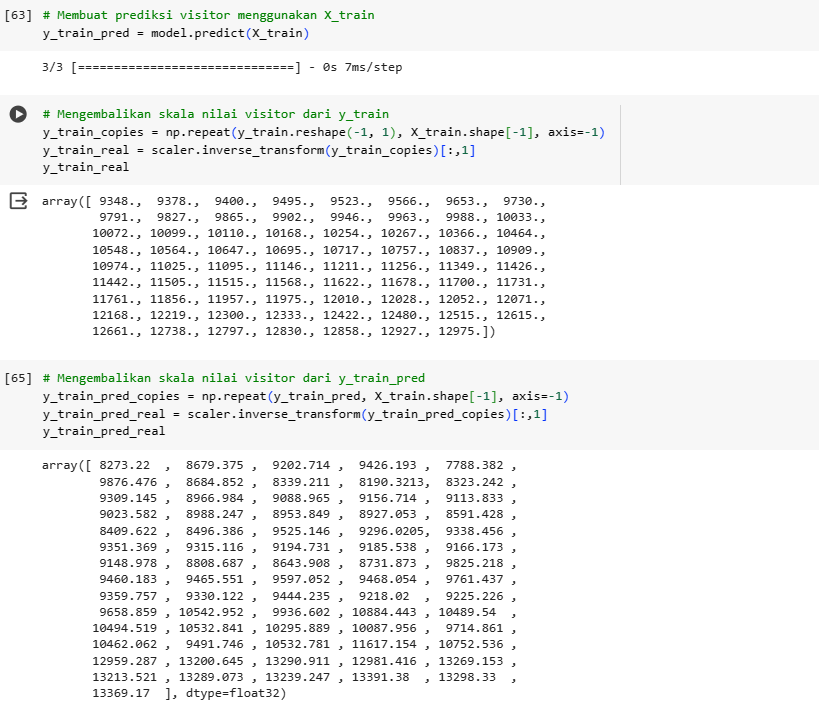 [63] # Membuat prediksi visitor menggunakan X_train
y_train_pred = model.predict(X_train)
3/3 [==============================] - 0s 7ms/step
# Mengembalikan skala nilai visitor dari y_train
y_train_copies = np.repeat(y_train.reshape(-1, 1), X_train.shape[-1], axis=-1)
y_train_real = scaler.inverse_transform(y_train_copies)[:,1]
y_train_real
array([ 9348.,  9378.,  9400.,  9495.,  9523.,  9566.,  9653.,  9730.,
9791.,  9827.,  9865.,  9902.,  9946.,  9963.,  9988., 10033.,
10072., 10099., 10110., 10168., 10254., 10267., 10366., 10464.,
10548., 10564., 10647., 10695., 10717., 10757., 10837., 10909.,
10974., 11025., 11095., 11146., 11211., 11256., 11349., 11426.,
11442., 11505., 11515., 11568., 11622., 11678., 11700., 11731.,
11761., 11856., 11957., 11975., 12010., 12028., 12052., 12071.,
12168., 12219., 12300., 12333., 12422., 12480., 12515., 12615.,
12661., 12738., 12797., 12830., 12858., 12927., 12975.])
[65] # Mengembalikan skala nilai visitor dari y_train_pred
y_train_pred_copies = np.repeat(y_train_pred, X_train.shape[-1], axis=-1)
y_train_pred_real = scaler.inverse_transform(y_train_pred_copies)[:,1]
y_train_pred_real
array([ 8273.22  ,  8679.375 ,  9202.714 ,  9426.193 ,  7788.382 ,
9876.476 ,  8684.852 ,  8339.211 ,  8190.3213,  8323.242 ,
9309.145 ,  8966.984 ,  9088.965 ,  9156.714 ,  9113.833 ,
9023.582 ,  8988.247 ,  8953.849 ,  8927.053 ,  8591.428 ,
8409.622 ,  8496.386 ,  9525.146 ,  9296.0205,  9338.456 ,
9351.369 ,  9315.116 ,  9194.731 ,  9185.538 ,  9166.173 ,
9148.978 ,  8808.687 ,  8643.908 ,  8731.873 ,  9825.218 ,
9460.183 ,  9465.551 ,  9597.052 ,  9468.054 ,  9761.437 ,
9359.757 ,  9330.122 ,  9444.235 ,  9218.02  ,  9225.226 ,
9658.859 , 10542.952 ,  9936.602 , 10884.443 , 10489.54  ,
10494.519 , 10532.841 , 10295.889 , 10087.956 ,  9714.861 ,
10462.062 ,  9491.746 , 10532.781 , 11617.154 , 10752.536 ,
12959.287 , 13200.645 , 13290.911 , 12981.416 , 13269.153 ,
13213.521 , 13289.073 , 13239.247 , 13391.38  , 13298.33  ,
13369.17  ], dtype=float32)